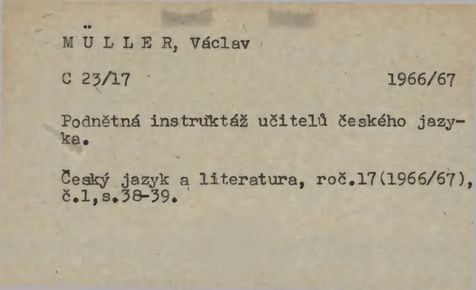 MÜLLER, Václav
C 23/17 1966/67
Podnětná instruktáž učitelů českého jazy-
ka.
Český jazyk a literatura, roč.17(1966/67),
č.1,s.38-39.